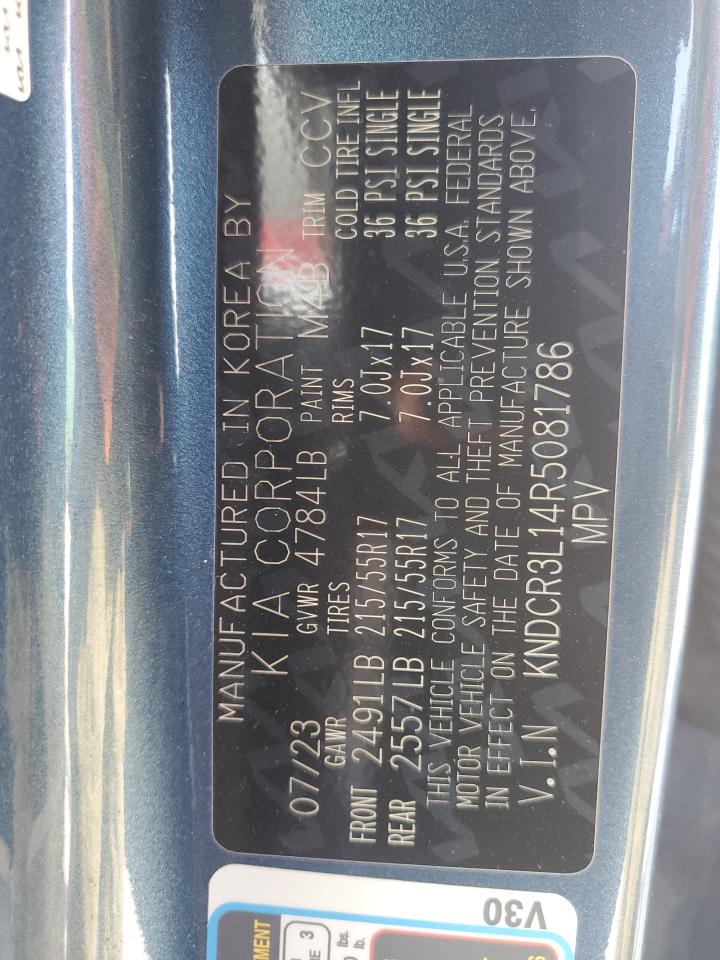 MANUFACTURED IN KOREA BY
KIA CORPORATION
07/23 GVWR 4784LB PAINT M4B TRIM CCV
GAWR TIRES RIMS COLD TIRE INFL
FRONT 2491LB 215/55R17 7.0Jx17 36 PSI SINGLE
REAR 2557LB 215/55R17 7.0Jx17 36 PSI SINGLE
THIS VEHICLE CONFORMS TO ALL APPLICABLE U.S.A. FEDERAL
MOTOR VEHICLE SAFETY AND THEFT PREVENTION STANDARDS
IN EFFECT ON THE DATE OF MANUFACTURE SHOWN ABOVE.
V.I.N KNDCR3L14R5081786
MPV
V30
3
lbs.
lb.